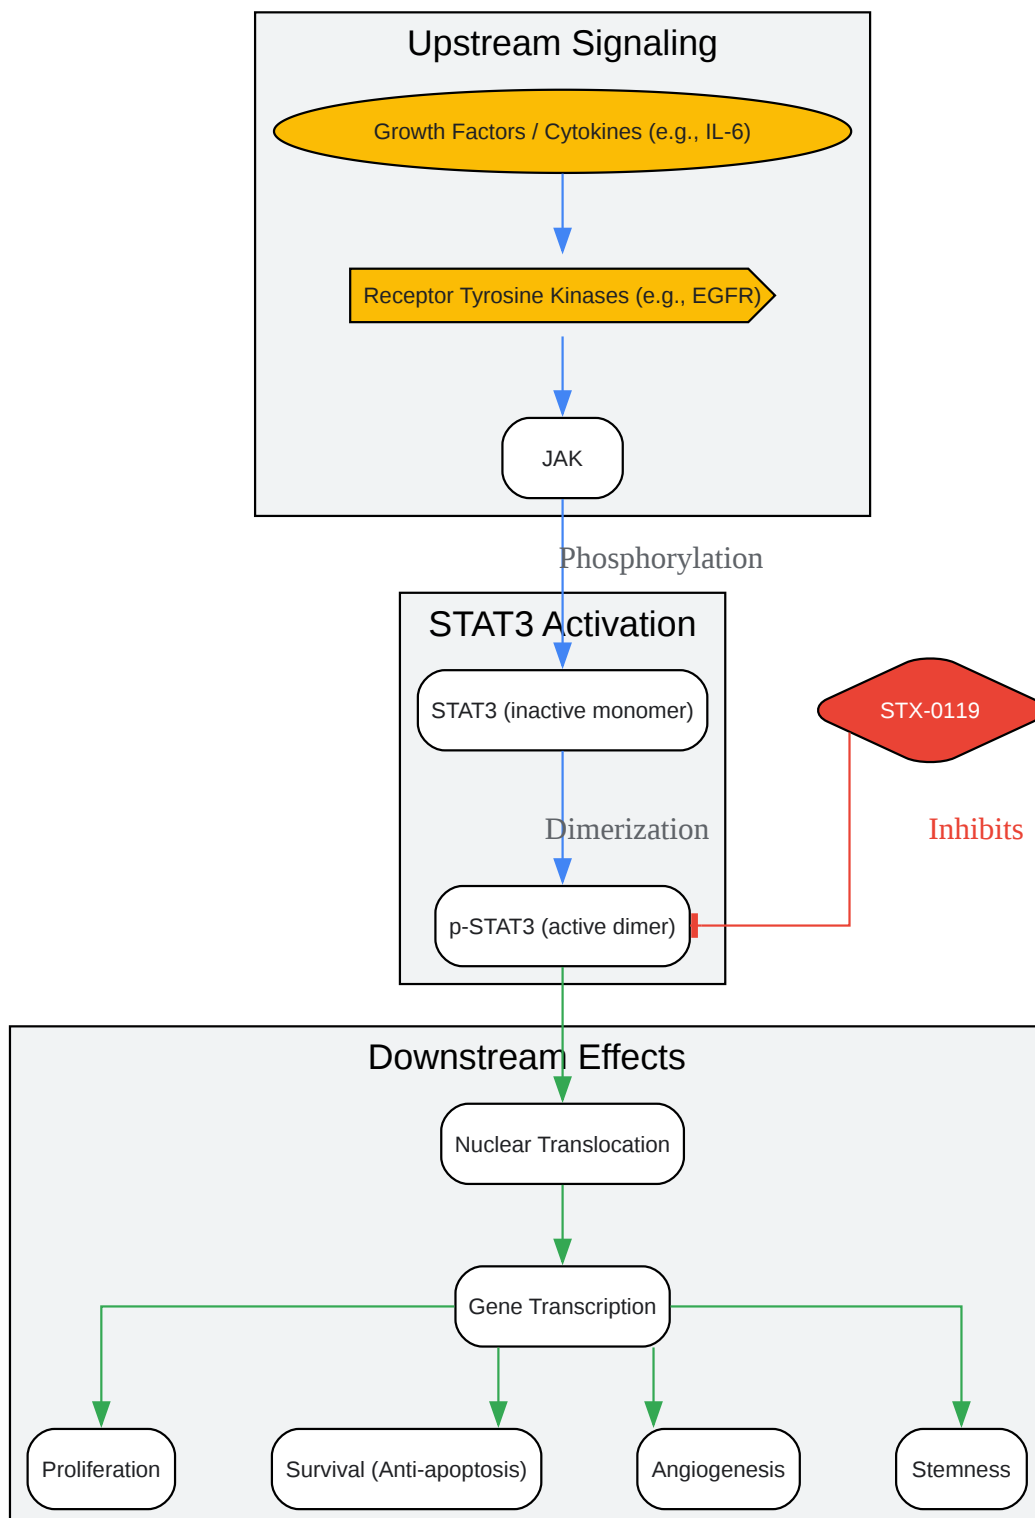 Upstream Signaling
Growth Factors / Cytokines (e.g., IL-6)
Receptor Tyrosine Kinases (e.g., EGFR)
JAK
Phosphorylation
STAT3 Activation
STAT3 (inactive monomer)
STX-0119
Dimerization
Inhibits
p-STAT3 (active dimer)
Downstream Effects
Nuclear Translocation
Gene Transcription
Proliferation
Survival (Anti-apoptosis)
Angiogenesis
Stemness